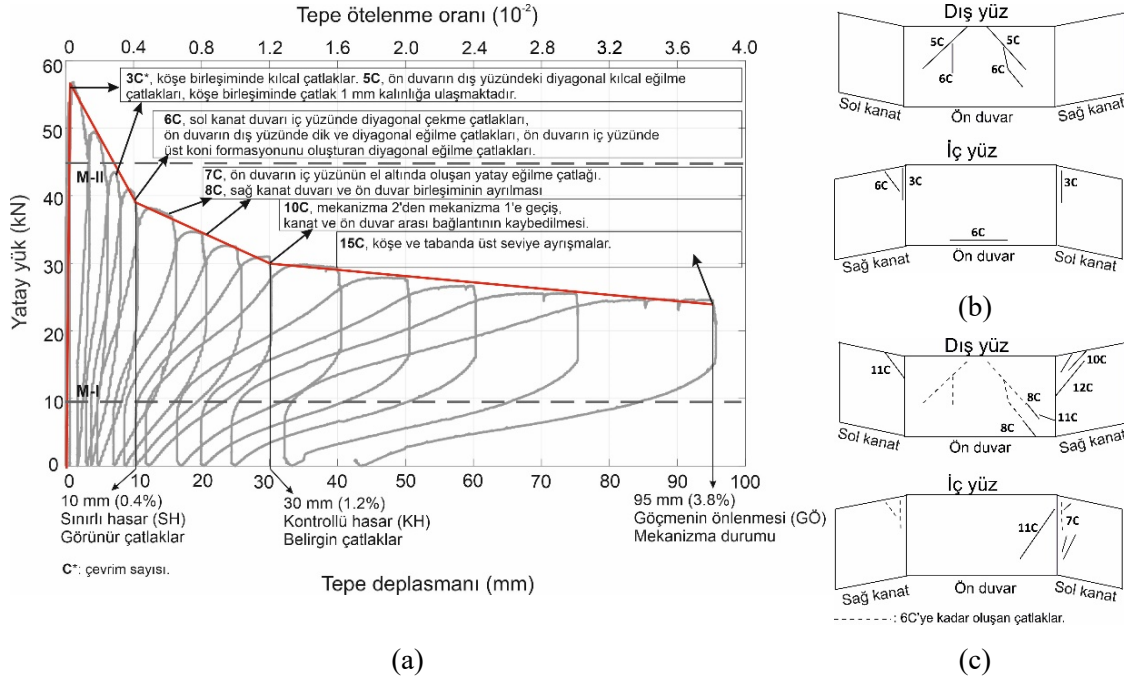 Tepe ötelenme oranı (10⁻²)
0 0.4 0.8 1.2 1.6 2.0 2.4 2.8 3.2 3.6 4.0
Yatay yük (kN)
60
50
40
30
20
10
0
3C*, köşe birleşiminde kılcal çatlaklar. 5C, ön duvarın dış yüzündeki diyagonal kılcal eğilme
çatlakları, köşe birleşiminde çatlak 1 mm kalınlığa ulaşmaktadır.
6C, sol kanat duvarı iç yüzünde diyagonal çekme çatlakları,
ön duvarın dış yüzünde dik ve diyagonal eğilme çatlakları, ön duvarın iç yüzünde
üst koni formasyonunu oluşturan diyagonal eğilme çatlakları.
M-II
7C, ön duvarın iç yüzünün el altında oluşan yatay eğilme çatlağı.
8C, sağ kanat duvarı ve ön duvar birleşiminin ayrılması
10C, mekanizma 2'den mekanizma 1'e geçiş,
kanat ve ön duvar arası bağlantının kaybedilmesi.
15C, köşe ve tabanda üst seviye ayrışmalar.
M-I
0 10 20 30 40 50 60 70 80 90 100
10 mm (0.4%)
Sınırlı hasar (SH)
Görünür çatlaklar
30 mm (1.2%)
Kontrollü hasar (KH)
Belirgin çatlaklar
95 mm (3.8%)
Göçmenin önlenmesi (GÖ)
Mekanizma durumu
C*: çevrim sayısı.
Tepe deplasmanı (mm)
(a)
Dış yüz
5C 5C
6C 6C
Sol kanat Ön duvar Sağ kanat
İç yüz
6C 3C 3C
6C
Sağ kanat Ön duvar Sol kanat
(b)
Dış yüz
11C 10C
12C
8C 11C
8C
Sol kanat Ön duvar Sağ kanat
İç yüz
11C 7C
Sağ kanat Ön duvar Sol kanat
------: 6C'ye kadar oluşan çatlaklar.
(c)